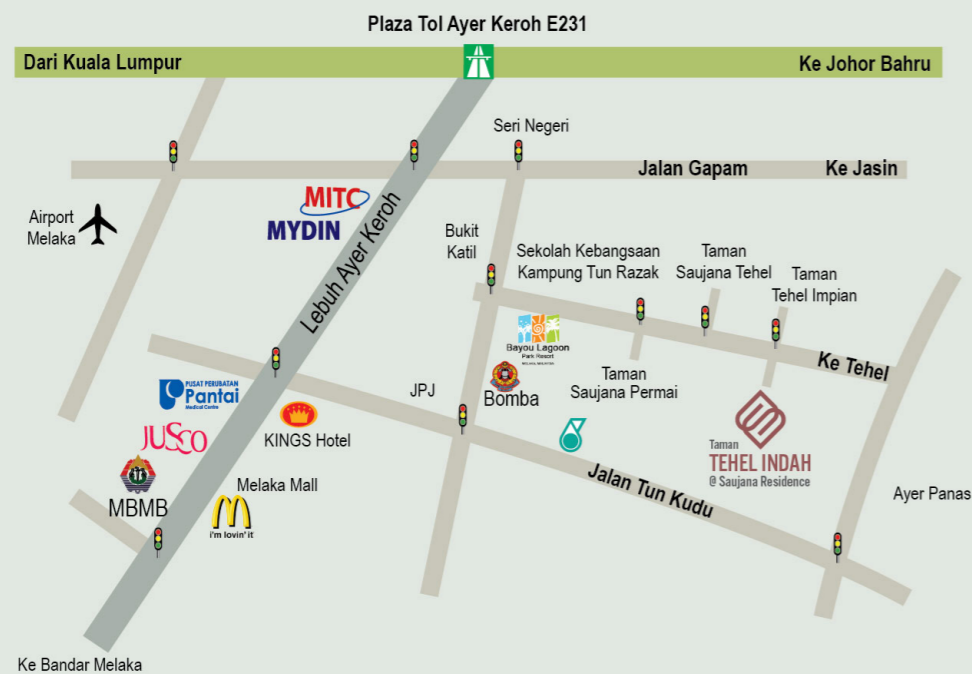 Plaza Tol Ayer Keroh E231
Dari Kuala Lumpur
Ke Johor Bahru
Seri Negeri
Jalan Gapam
Ke Jasin
MITC
MYDIN
Airport
Melaka
Lebuh Ayer Keroh
Bukit
Katil
Sekolah Kebangsaan
Kampung Tun Razak
Taman
Saujana Tehel
Taman
Tehel Impian
Bayou Lagoon
Park Resort
Ke Tehel
PUSAT PERUBATAN
Pantai
Medical Centre
JPJ
Bomba
Taman
Saujana Permai
JUSCO
KINGS Hotel
Taman
TEHEL INDAH
@ Saujana Residence
MBMB
Melaka Mall
i'm lovin' it
Jalan Tun Kudu
Ayer Panas
Ke Bandar Melaka